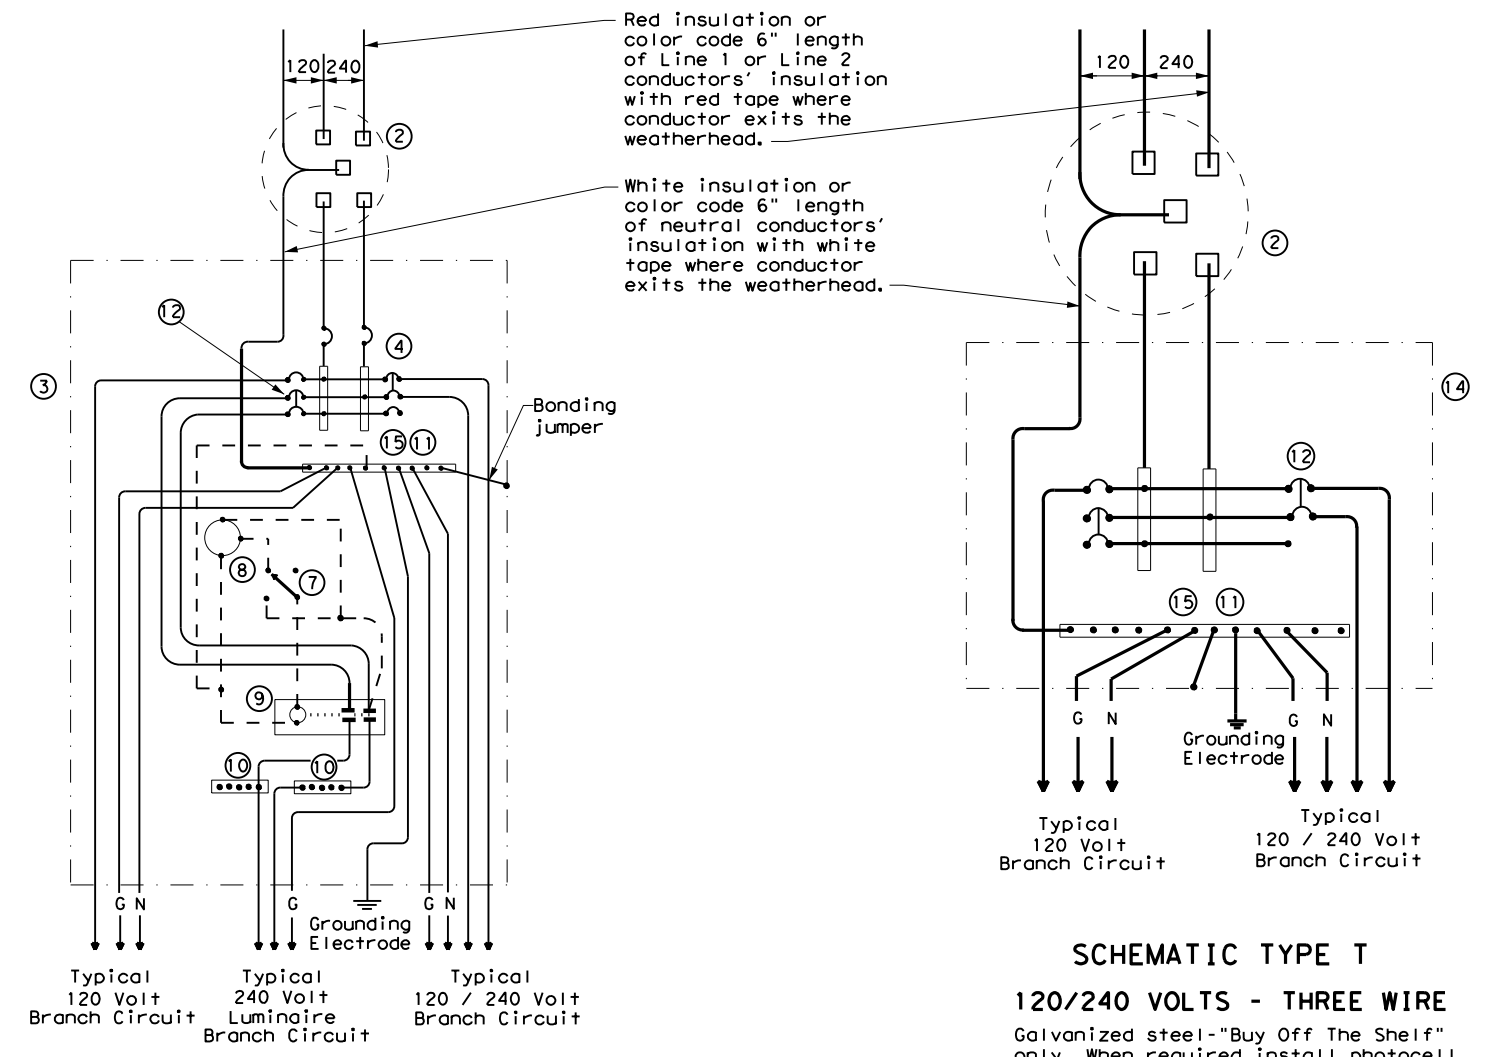 Red insulation or
color code 6" length
of Line 1 or Line 2
conductors' insulation
with red tape where
conductor exits the
weatherhead.
120 240
120 240
2
White insulation or
color code 6" length
of neutral conductors'
insulation with white
tape where conductor
exits the weatherhead.
2
12
4
3
14
Bonding
jumper
15 11
12
8
7
15 11
9
10
10
G N
G N
Grounding
Electrode
Typical
120 Volt
Branch Circuit
Typical
120 / 240 Volt
Branch Circuit
G N
G
G N
Grounding
Electrode
Typical
120 Volt
Branch Circuit
Typical
240 Volt
Luminaire
Branch Circuit
Typical
120 / 240 Volt
Branch Circuit
SCHEMATIC TYPE T
120/240 VOLTS - THREE WIRE
Galvanized steel-"Buy Off The Shelf"
only. When required install photocell